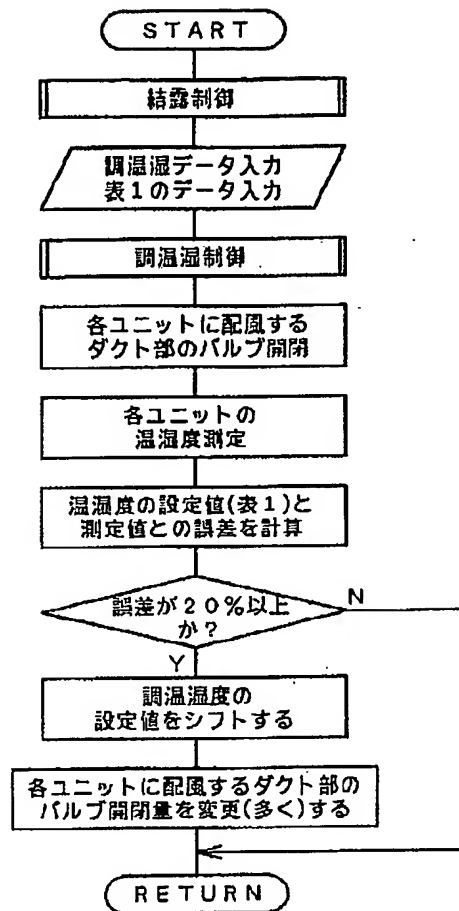 START
結露制御
調温湿データ入力
表1のデータ入力
調温湿制御
各ユニットに配風する
ダクト部のバルブ開閉
各ユニットの
温湿度測定
温湿度の設定値(表1)と
測定値との誤差を計算
誤差が20%以上
か?
N
Y
調温湿度の
設定値をシフトする
各ユニットに配風するダクト部の
バルブ開閉量を変更(多く)する
RETURN